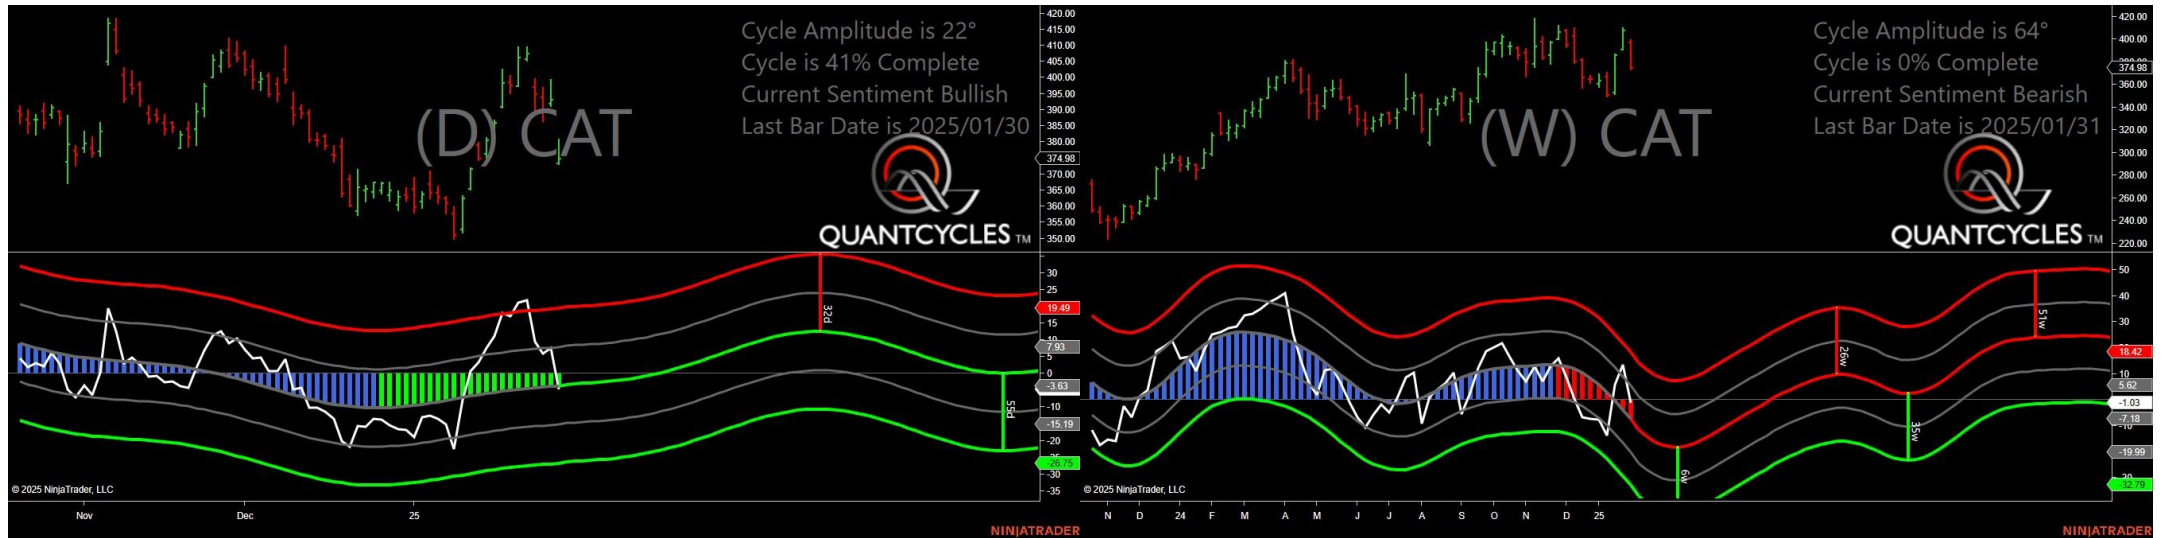 Cycle Amplitude is 22°
Cycle is 41% Complete
Current Sentiment Bullish
Last Bar Date is 2025/01/30
(D) CAT
QUANTCYCLES TM
420.00
415.00
410.00
405.00
400.00
395.00
390.00
385.00
380.00
374.98
370.00
365.00
360.00
355.00
350.00
30
25
19.49
15
7.93
5
0
-3.63
-10
-15.19
-20
-26.75
-30
-35
32d
55d
© 2025 NinjaTrader, LLC
Nov
Dec
25
NINJATRADER
Cycle Amplitude is 64°
Cycle is 0% Complete
Current Sentiment Bearish
Last Bar Date is 2025/01/31
(W) CAT
QUANTCYCLES TM
420.00
400.00
374.98
360.00
340.00
320.00
300.00
280.00
260.00
240.00
220.00
50
40
30
18.42
10
5.62
-1.03
-7.18
-19.99
-32.79
6w
26w
35w
51w
© 2025 NinjaTrader, LLC
N D 24 F M A M J J A S O N D 25
NINJATRADER